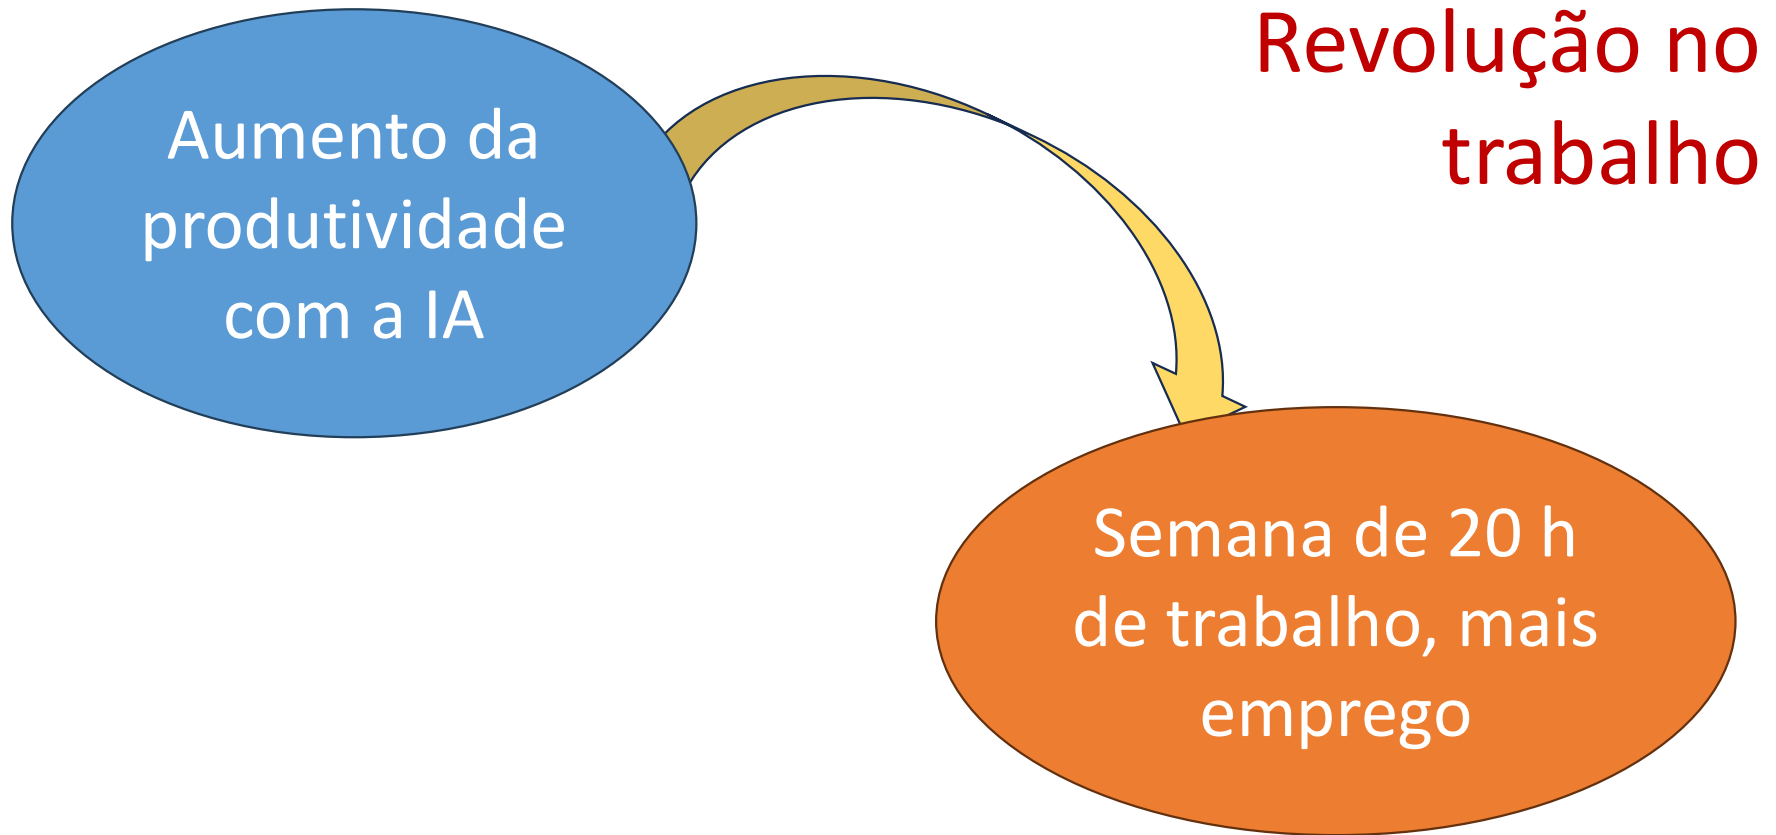 Revolução no
trabalho
Aumento da
produtividade
com a IA
Semana de 20 h
de trabalho, mais
emprego